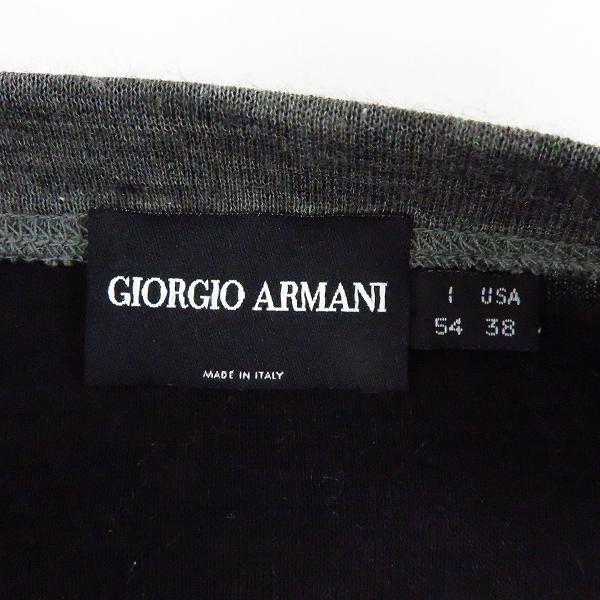 GIORGIO ARMANI
MADE IN ITALY
I USA
54 38